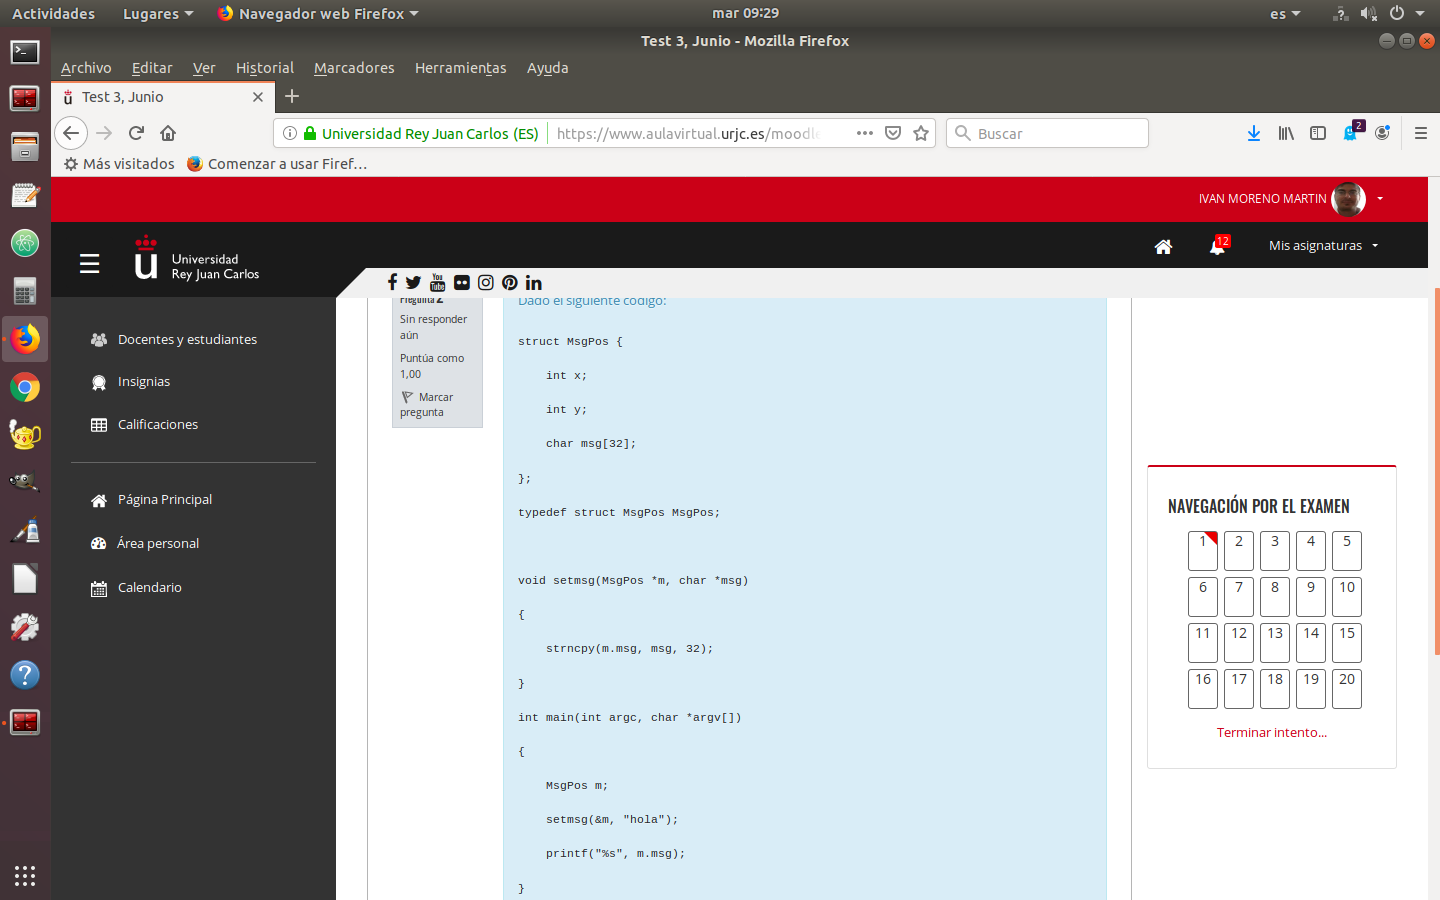 Actividades Lugares Navegador web Firefox mar 09:29 es
Test 3, Junio - Mozilla Firefox
Archivo Editar Ver Historial Marcadores Herramientas Ayuda
Test 3, Junio
Universidad Rey Juan Carlos (ES) https://www.aulavirtual.urjc.es/moodle Buscar 2
Más visitados Comenzar a usar Firef…
IVAN MORENO MARTIN
Universidad
Rey Juan Carlos
12
Mis asignaturas
You
Tube
Docentes y estudiantes
Insignias
Calificaciones
Página Principal
Área personal
Calendario
Pregunta 2
Sin responder
aún
Puntúa como
1,00
Marcar
pregunta
Dado el siguiente código:
struct MsgPos {
int x;
int y;
char msg[32];
};
typedef struct MsgPos MsgPos;
void setmsg(MsgPos *m, char *msg)
{
strncpy(m.msg, msg, 32);
}
int main(int argc, char *argv[])
{
MsgPos m;
setmsg(&m, "hola");
printf("%s", m.msg);
}
NAVEGACIÓN POR EL EXAMEN
1 2 3 4 5
6 7 8 9 10
11 12 13 14 15
16 17 18 19 20
Terminar intento...